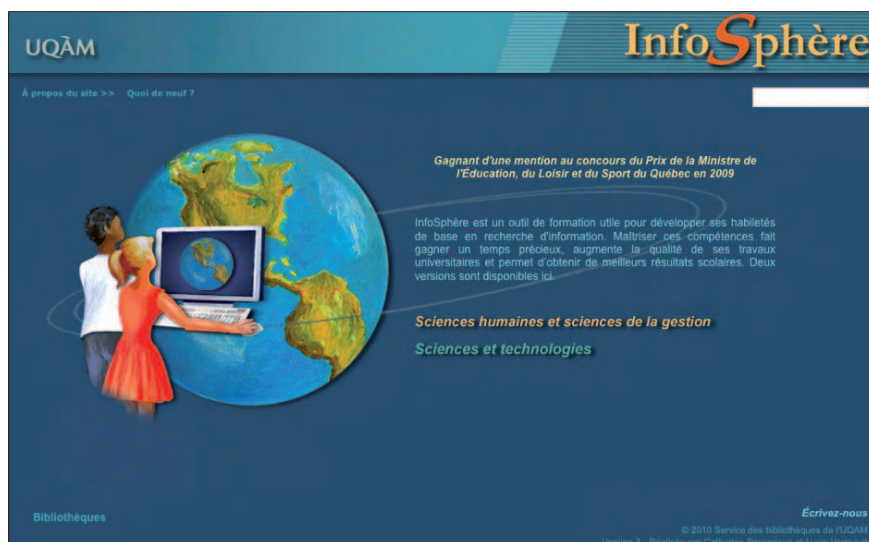 UQÀM
InfoSphère
À propos du site >> Quoi de neuf ?
Gagnant d'une mention au concours du Prix de la Ministre de
l'Éducation, du Loisir et du Sport du Québec en 2009
InfoSphère est un outil de formation utile pour développer ses habiletés
de base en recherche d'information. Maîtriser ces compétences fait
gagner un temps précieux, augmente la qualité de ses travaux
universitaires et permet d'obtenir de meilleurs résultats scolaires. Deux
versions sont disponibles ici.
Sciences humaines et sciences de la gestion
Sciences et technologies
Bibliothèques
Écrivez-nous
© 2010 Service des bibliothèques de l'UQAM